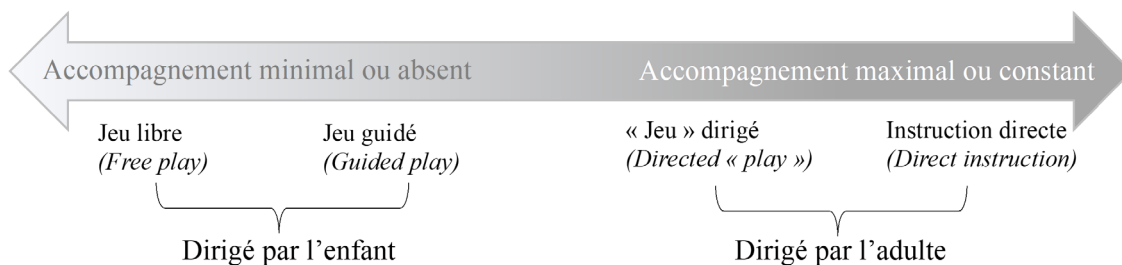 Accompagnement minimal ou absent
Accompagnement maximal ou constant
Jeu libre
(Free play)
Jeu guidé
(Guided play)
« Jeu » dirigé
(Directed « play »)
Instruction directe
(Direct instruction)
Dirigé par l’enfant
Dirigé par l’adulte